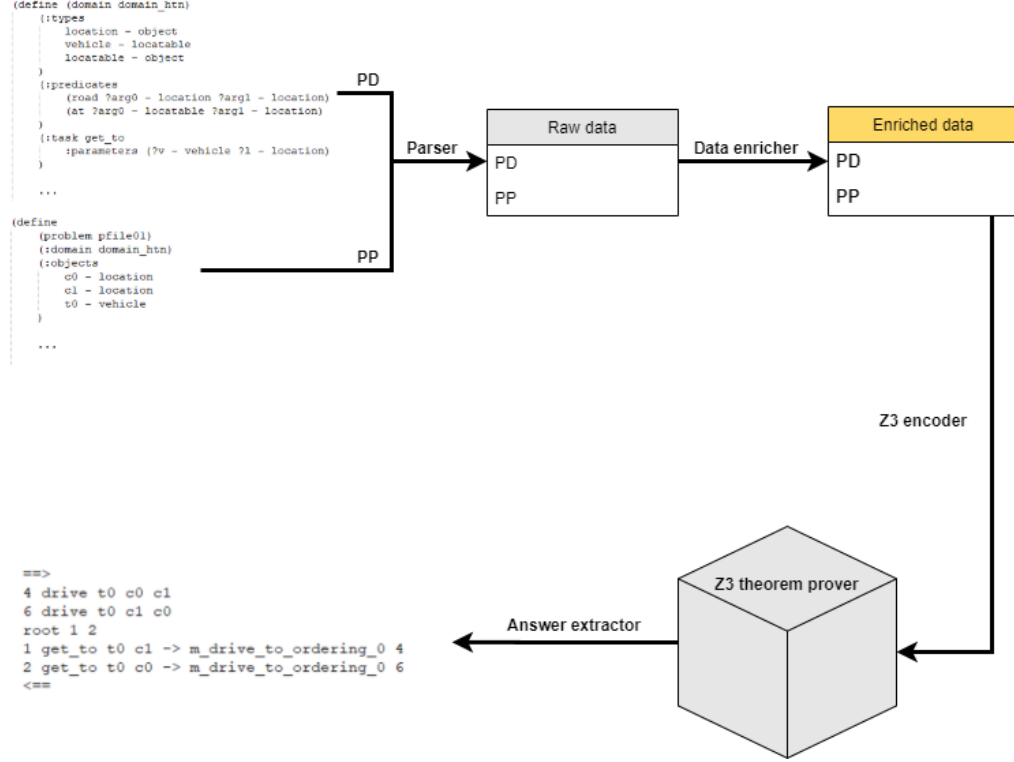 (define (domain domain_htn)
(:types
location - object
vehicle - locatable
locatable - object
)
(:predicates
(road ?arg0 - location ?arg1 - location)
(at ?arg0 - locatable ?arg1 - location)
)
(:task get_to
:parameters (?v - vehicle ?l - location)
)
...
(define
(problem pfile01)
(:domain domain_htn)
(:objects
c0 - location
c1 - location
t0 - vehicle
)
...
PD
PP
Parser
Raw data
PD
PP
Data enricher
Enriched data
PD
PP
Z3 encoder
Z3 theorem prover
Answer extractor
==>
4 drive t0 c0 c1
6 drive t0 c1 c0
root 1 2
1 get_to t0 c1 -> m_drive_to_ordering_0 4
2 get_to t0 c0 -> m_drive_to_ordering_0 6
<==